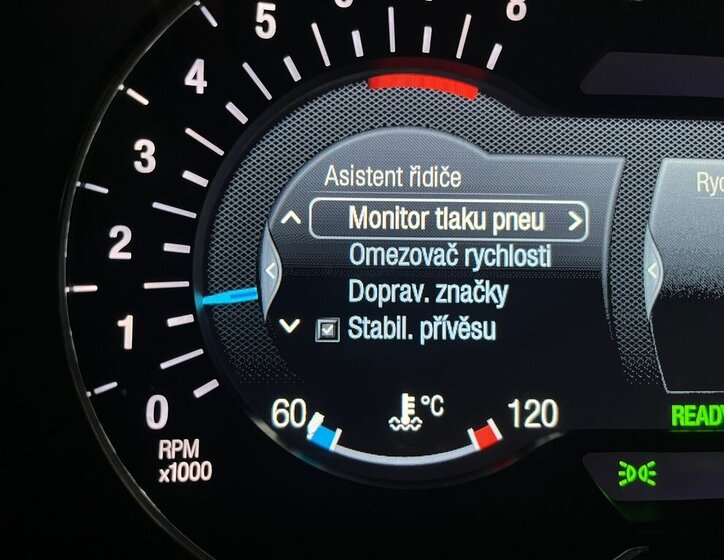 5
8
4
3
2
1
0
RPM
x1000
Asistent řidiče
Monitor tlaku pneu
Omezovač rychlosti
Doprav. značky
Stabil. přívěsu
60
°C
120